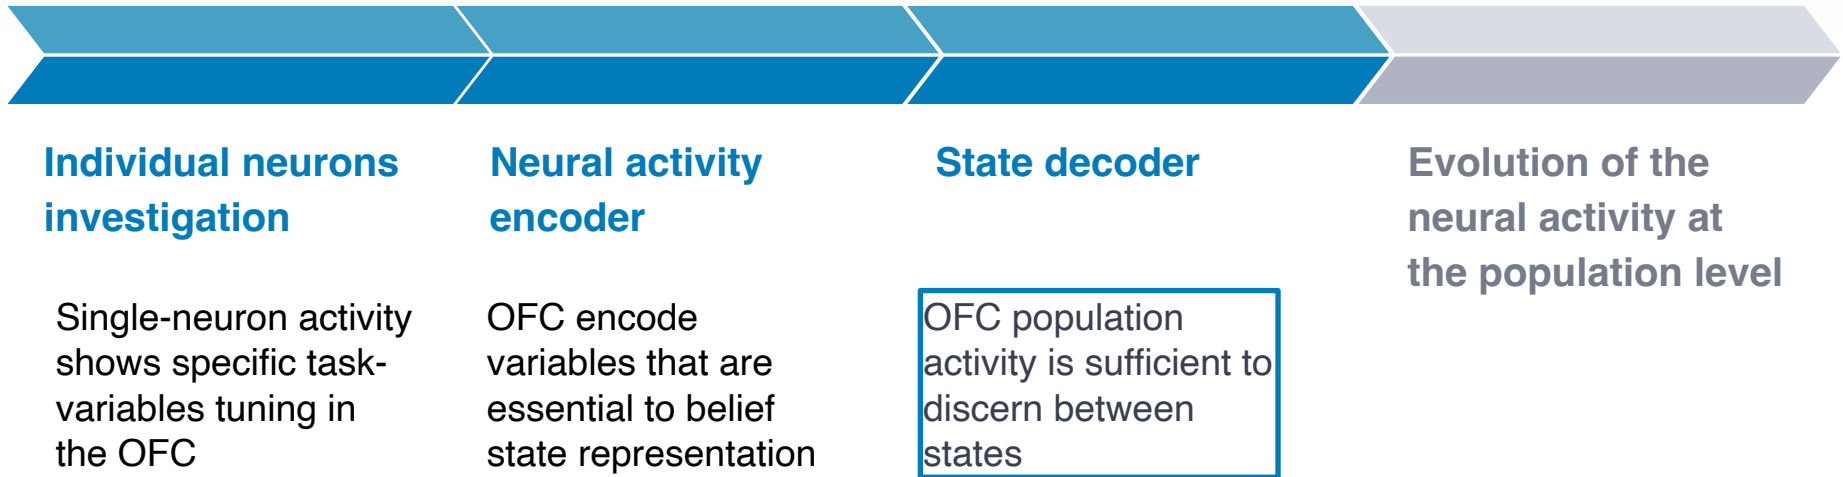 Individual neurons
investigation
Single-neuron activity
shows specific task-
variables tuning in
the OFC
Neural activity
encoder
OFC encode
variables that are
essential to belief
state representation
State decoder
OFC population
activity is sufficient to
discern between
states
Evolution of the
neural activity at
the population level